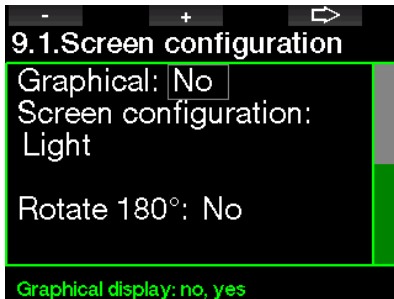 - + ⇨
9.1.Screen configuration
Graphical: No
Screen configuration:
Light
Rotate 180°: No
Graphical display: no, yes